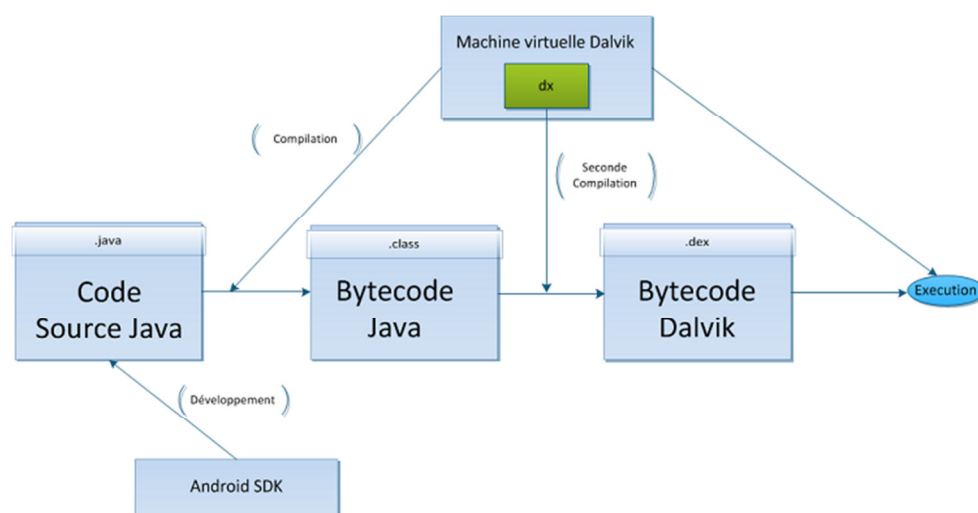 Machine virtuelle Dalvik
dx
Compilation
Seconde
Compilation
.java
Code
Source Java
.class
Bytecode
Java
.dex
Bytecode
Dalvik
Execution
Développement
Android SDK